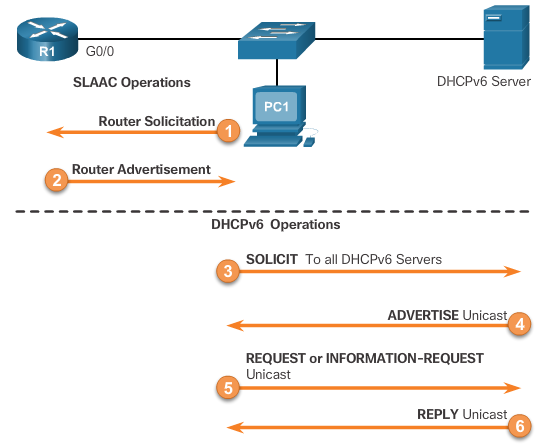 R1
G0/0
DHCPv6 Server
SLAAC Operations
PC1
Router Solicitation
1
2
Router Advertisement
DHCPv6 Operations
3
SOLICIT To all DHCPv6 Servers
ADVERTISE Unicast
4
REQUEST or INFORMATION-REQUEST
Unicast
5
REPLY Unicast
6